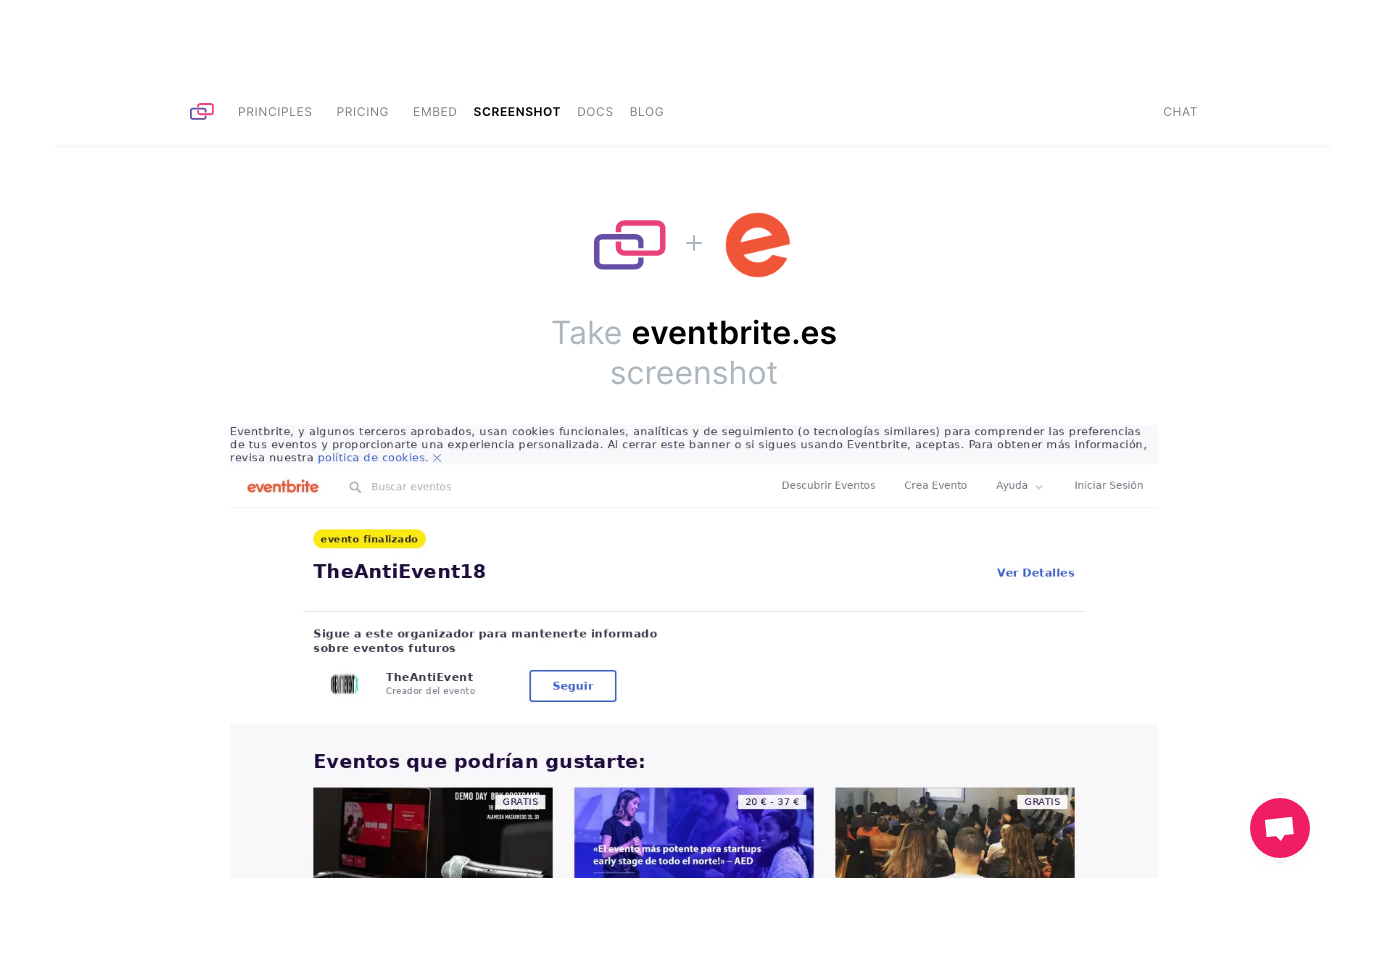 PRINCIPLES PRICING EMBED SCREENSHOT DOCS BLOG CHAT
Take eventbrite.es
screenshot
Eventbrite, y algunos terceros aprobados, usan cookies funcionales, analíticas y de seguimiento (o tecnologías similares) para comprender las preferencias
de tus eventos y proporcionarte una experiencia personalizada. Al cerrar este banner o si sigues usando Eventbrite, aceptas. Para obtener más información,
revisa nuestra política de cookies.
eventbrite Buscar eventos Descubrir Eventos Crea Evento Ayuda Iniciar Sesión
evento finalizado
TheAntiEvent18
Ver Detalles
Sigue a este organizador para mantenerte informado
sobre eventos futuros
TheAntiEvent
Creador del evento
Seguir
Eventos que podrían gustarte:
DEMO DAY
GRATIS
ALAMEDA MAZARREDO 35, 3D
20 € - 37 €
«El evento más potente para startups
early stage de todo el norte!» – AED
GRATIS